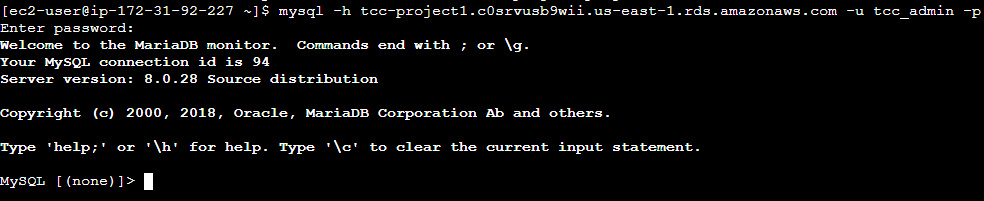 [ec2-user@ip-172-31-92-227 ~]$ mysql -h tcc-project1.c0srvusb9wii.us-east-1.rds.amazonaws.com -u tcc_admin -p
Enter password:
Welcome to the MariaDB monitor.  Commands end with ; or \g.
Your MySQL connection id is 94
Server version: 8.0.28 Source distribution
Copyright (c) 2000, 2018, Oracle, MariaDB Corporation Ab and others.
Type 'help;' or '\h' for help. Type '\c' to clear the current input statement.
MySQL [(none)]>